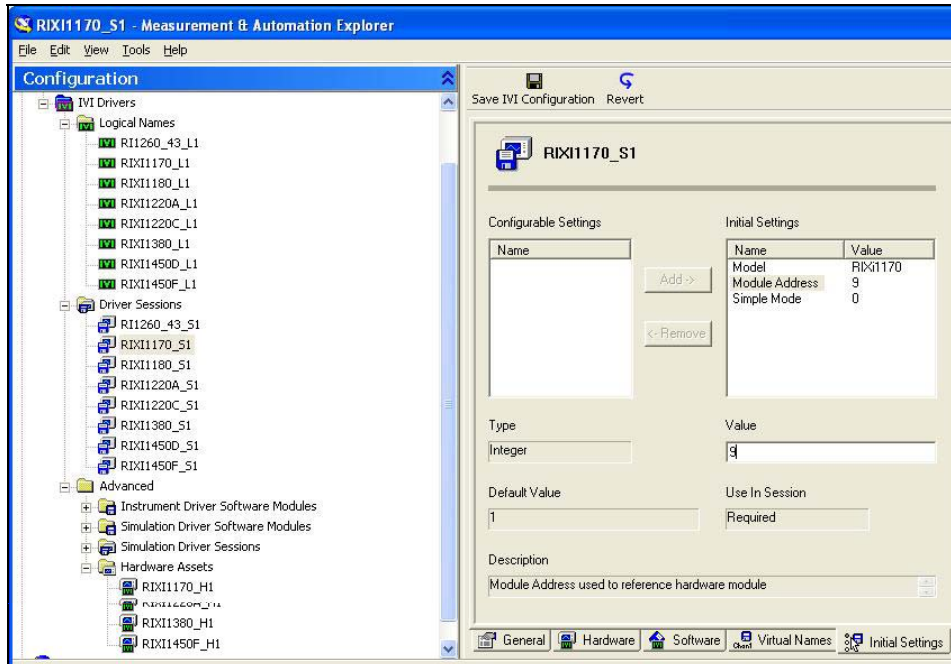 RIXI1170_S1 - Measurement & Automation Explorer
File Edit View Tools Help
Configuration
IVI Drivers
Logical Names
RI1260_43_L1
RIXI1170_L1
RIXI1180_L1
RIXI1220A_L1
RIXI1220C_L1
RIXI1380_L1
RIXI1450D_L1
RIXI1450F_L1
Driver Sessions
RI1260_43_S1
RIXI1170_S1
RIXI1180_S1
RIXI1220A_S1
RIXI1220C_S1
RIXI1380_S1
RIXI1450D_S1
RIXI1450F_S1
Advanced
Instrument Driver Software Modules
Simulation Driver Software Modules
Simulation Driver Sessions
Hardware Assets
RIXI1170_H1
RIXI1380_H1
RIXI1450F_H1
Save IVI Configuration Revert
RIXI1170_S1
Configurable Settings
Name
Add ->
<- Remove
Initial Settings
Name Value
Model RIXi1170
Module Address 9
Simple Mode 0
Type
Integer
Value
9
Default Value
1
Use In Session
Required
Description
Module Address used to reference hardware module
General Hardware Software Virtual Names Initial Settings